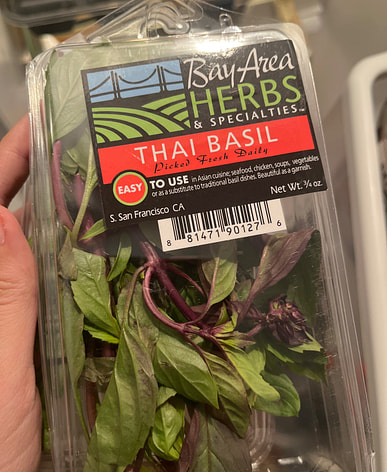 Bay Area
HERBS
& SPECIALTIES™
THAI BASIL
Picked Fresh Daily
EASY TO USE in Asian cuisine; seafood, chicken, soups, vegetables
or as a substitute to traditional basil dishes. Beautiful as a garnish.
S. San Francisco CA
Net Wt. ¾ oz.
8 81471 90127 6